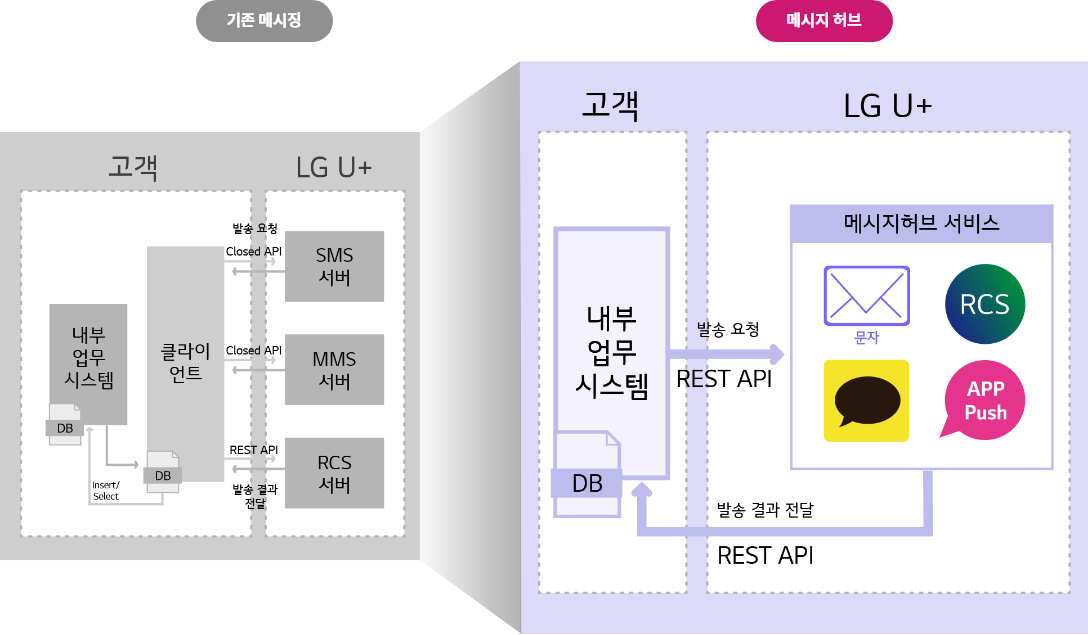 기존 메시징
메시지 허브
고객
LG U+
발송 요청
Closed API
SMS
서버
내부
업무
시스템
DB
클라이
언트
Closed API
MMS
서버
REST API
RCS
서버
DB
Insert/
Select
발송 결과
전달
고객
LG U+
메시지허브 서비스
내부
업무
시스템
DB
발송 요청
REST API
문자
RCS
APP
Push
발송 결과 전달
REST API